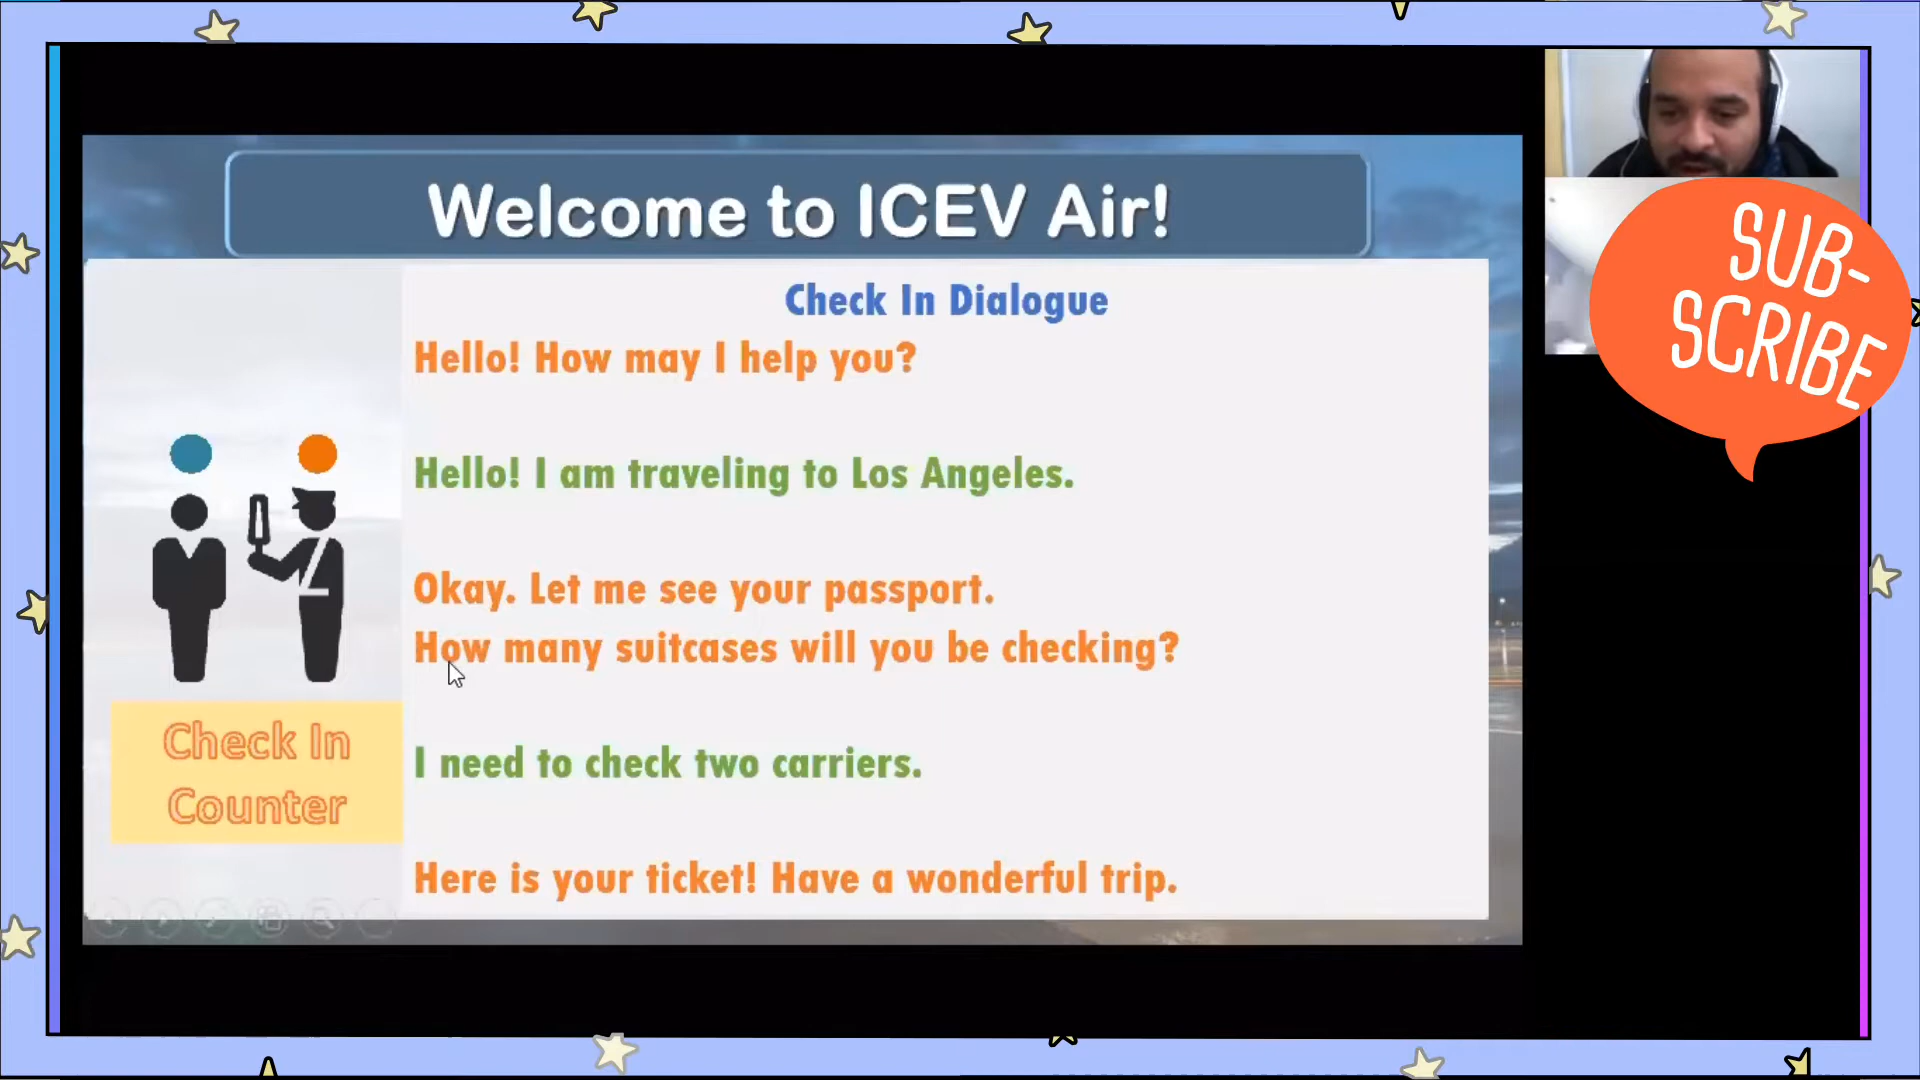 Welcome to ICEV Air!
Check In Dialogue
Hello! How may I help you?
Hello! I am traveling to Los Angeles.
Okay. Let me see your passport.
How many suitcases will you be checking?
I need to check two carriers.
Here is your ticket! Have a wonderful trip.
Check In
Counter
SUB-
SCRIBE